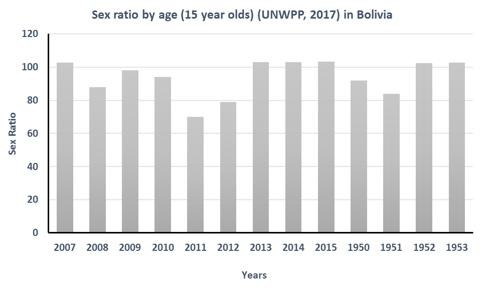 Sex ratio by age (15 year olds) (UNWPP, 2017) in Bolivia
120
100
80
60
40
20
0
Sex Ratio
2007 2008 2009 2010 2011 2012 2013 2014 2015 1950 1951 1952 1953
Years